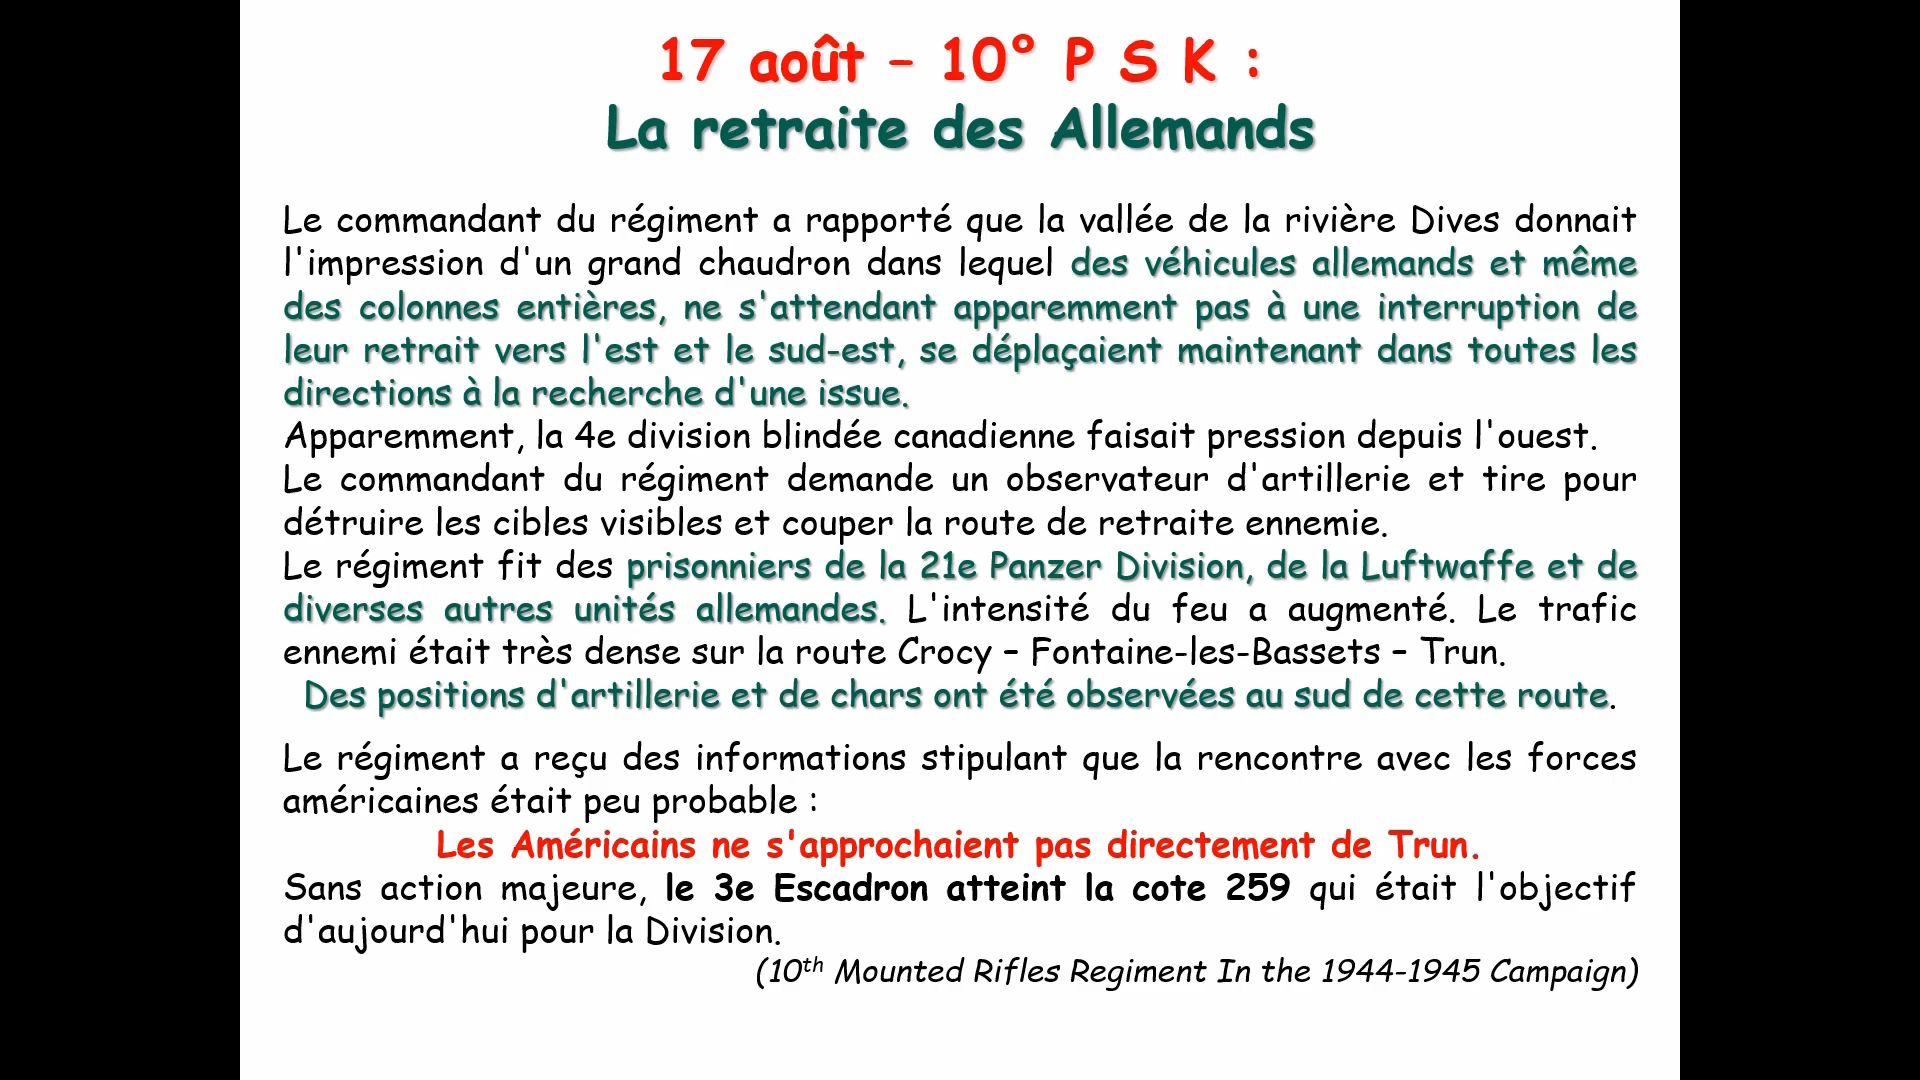 17 août – 10° P S K :
La retraite des Allemands
Le commandant du régiment a rapporté que la vallée de la rivière Dives donnait
l'impression d'un grand chaudron dans lequel des véhicules allemands et même
des colonnes entières, ne s'attendant apparemment pas à une interruption de
leur retrait vers l'est et le sud-est, se déplaçaient maintenant dans toutes les
directions à la recherche d'une issue.
Apparemment, la 4e division blindée canadienne faisait pression depuis l'ouest.
Le commandant du régiment demande un observateur d'artillerie et tire pour
détruire les cibles visibles et couper la route de retraite ennemie.
Le régiment fit des prisonniers de la 21e Panzer Division, de la Luftwaffe et de
diverses autres unités allemandes. L'intensité du feu a augmenté. Le trafic
ennemi était très dense sur la route Crocy – Fontaine-les-Bassets – Trun.
Des positions d'artillerie et de chars ont été observées au sud de cette route.
Le régiment a reçu des informations stipulant que la rencontre avec les forces
américaines était peu probable :
Les Américains ne s'approchaient pas directement de Trun.
Sans action majeure, le 3e Escadron atteint la cote 259 qui était l'objectif
d'aujourd'hui pour la Division.
(10th Mounted Rifles Regiment In the 1944-1945 Campaign)